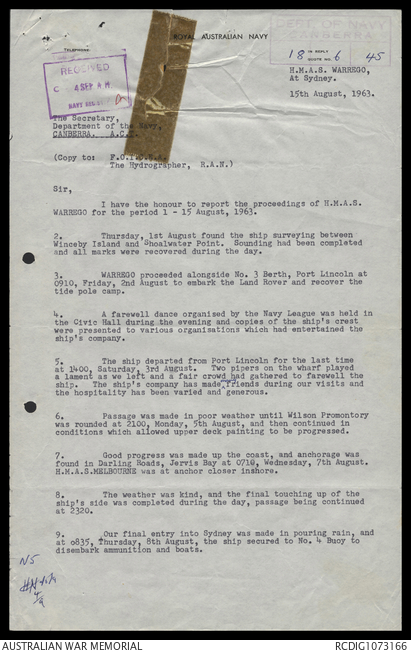 ROYAL AUSTRALIAN NAVY
DEPT OF NAVY
CANBERRA
TELEPHONE
IN REPLY
QUOTE No.
18 6 45
RECEIVED
4 SEP A M
H.M.A.S. WARREGO,
At Sydney.
15th August, 1963.
The Secretary,
Department of the Navy,
CANBERRA. A.C.T.
(Copy to: F.O.I.C.E.A.
The Hydrographer, R.A.N.)
Sir,
I have the honour to report the proceedings of H.M.A.S.
WARREGO for the period 1 - 15 August, 1963.
2. Thursday, 1st August found the ship surveying between
Winceby Island and Shoalwater Point. Sounding had been completed
and all marks were recovered during the day.
3. WARREGO proceeded alongside No. 3 Berth, Port Lincoln at
0910, Friday, 2nd August to embark the Land Rover and recover the
tide pole camp.
4. A farewell dance organised by the Navy League was held in
the Civic Hall during the evening and copies of the ship's crest
were presented to various organisations which had entertained the
ship's company.
5. The ship departed from Port Lincoln for the last time
at 1400, Saturday, 3rd August. Two pipers on the wharf played
a lament as we left and a fair crowd had gathered to farewell the
ship. The ship's company has made friends during our visits and
the hospitality has been varied and generous.
6. Passage was made in poor weather until Wilson Promontory
was rounded at 2100, Monday, 5th August, and then continued in
conditions which allowed upper deck painting to be progressed.
7. Good progress was made up the coast, and anchorage was
found in Darling Roads, Jervis Bay at 0718, Wednesday, 7th August.
H.M.A.S.MELBOURNE was at anchor closer inshore.
8. The weather was kind, and the final touching up of the
ship's side was completed during the day, passage being continued
at 2320.
9. Our final entry into Sydney was made in pouring rain, and
at 0835, Thursday, 8th August, the ship secured to No. 4 Buoy to
disembark ammunition and boats.
NS
AUSTRALIAN WAR MEMORIAL
RCDIG1073166